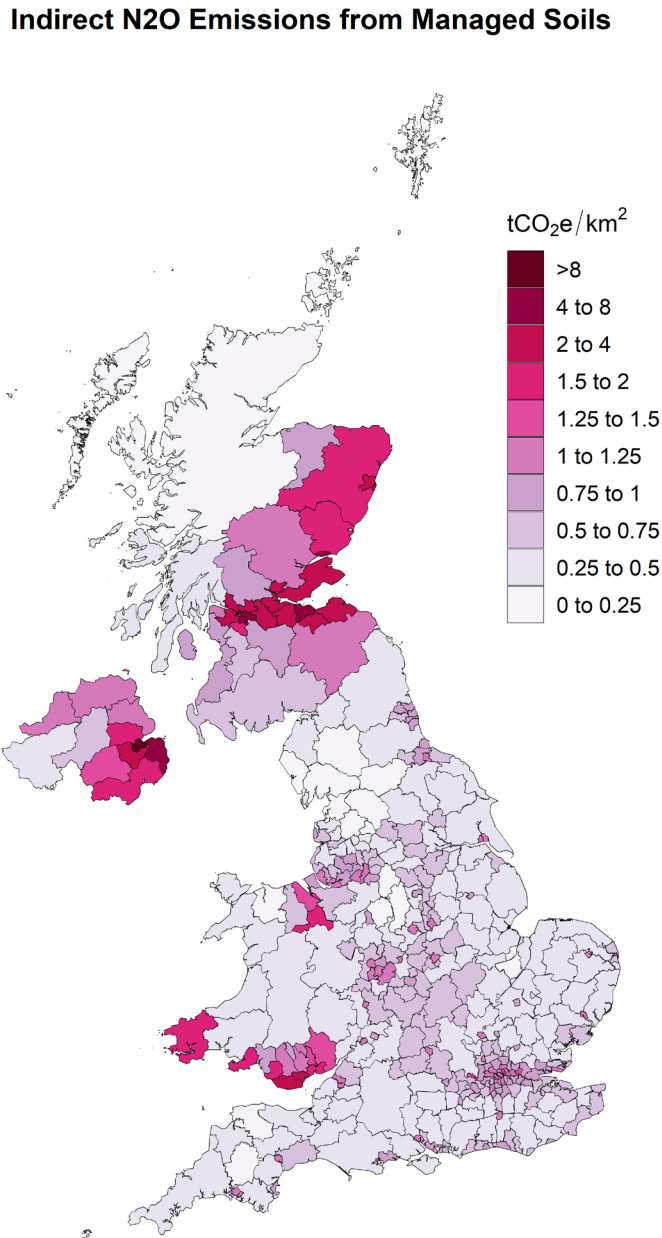 Indirect N2O Emissions from Managed Soils
tCO₂e/km²
>8
4 to 8
2 to 4
1.5 to 2
1.25 to 1.5
1 to 1.25
0.75 to 1
0.5 to 0.75
0.25 to 0.5
0 to 0.25